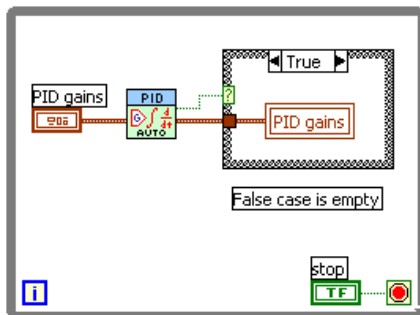 True
PID gains
PID
AUTO
?
PID gains
False case is empty
stop
TF
i